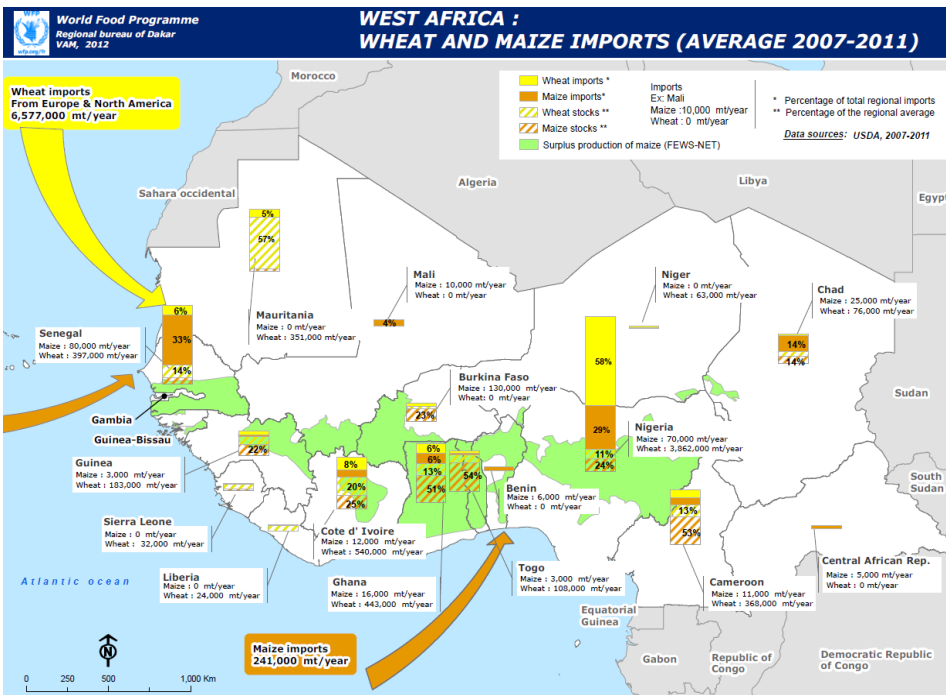 WFP
wfp.org/fr
World Food Programme
Regional bureau of Dakar
VAM, 2012
WEST AFRICA :
WHEAT AND MAIZE IMPORTS (AVERAGE 2007-2011)
Wheat imports
From Europe & North America
6,577,000 mt/year
Morocco
Wheat imports *
Maize imports*
Wheat stocks **
Maize stocks **
Surplus production of maize (FEWS-NET)
Imports
Ex: Mali
Maize :10,000 mt/year
Wheat : 0 mt/year
* Percentage of total regional imports
** Percentage of the regional average
Data sources: USDA, 2007-2011
Algeria
Libya
Egypt
Sahara occidental
5%
57%
Mauritania
Maize : 0 mt/year
Wheat : 351,000 mt/year
Mali
Maize : 10,000 mt/year
Wheat : 0 mt/year
4%
Niger
Maize : 0 mt/year
Wheat : 63,000 mt/year
Chad
Maize : 25,000 mt/year
Wheat : 76,000 mt/year
14%
14%
6%
33%
14%
Senegal
Maize : 80,000 mt/year
Wheat : 397,000 mt/year
Gambia
Guinea-Bissau
Burkina Faso
Maize : 130,000 mt/year
Wheat: 0 mt/year
23%
58%
29%
11%
24%
Nigeria
Maize : 70,000 mt/year
Wheat : 3,862,000 mt/year
Sudan
South
Sudan
22%
Guinea
Maize : 3,000 mt/year
Wheat : 183,000 mt/year
8%
20%
25%
6%
6%
13%
51%
54%
Benin
Maize : 6,000 mt/year
Wheat : 0 mt/year
13%
53%
Sierra Leone
Maize : 0 mt/year
Wheat : 32,000 mt/year
Cote d' Ivoire
Maize : 12,000 mt/year
Wheat : 540,000 mt/year
Liberia
Maize : 0 mt/year
Wheat : 24,000 mt/year
Ghana
Maize : 16,000 mt/year
Wheat : 443,000 mt/year
Togo
Maize : 3,000 mt/year
Wheat : 108,000 mt/year
Cameroon
Maize : 11,000 mt/year
Wheat : 368,000 mt/year
Central African Rep.
Maize : 5,000 mt/year
Wheat : 0 mt/year
Atlantic ocean
Equatorial
Guinea
Maize imports
241,000 mt/year
Gabon
Republic of
Congo
Democratic Republic
of Congo
N
0 250 500 1,000 Km